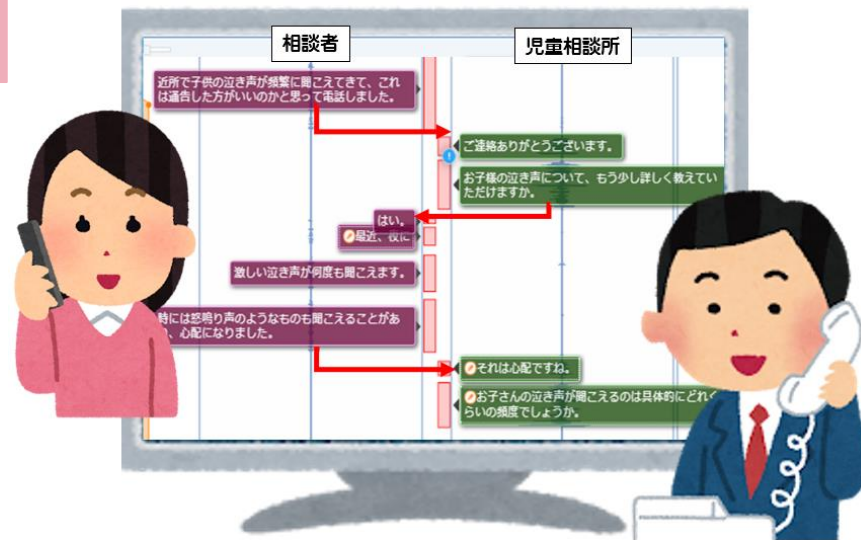 相談者
児童相談所
近所で子供の泣き声が頻繁に聞こえてきて、これ
は通告した方がいいのかと思って電話しました。
ご連絡ありがとうございます。
お子様の泣き声について、もう少し詳しく教えてい
ただけますか。
はい。
最近、夜に
激しい泣き声が何度も聞こえます。
時には怒鳴り声のようなものも聞こえることがあ
、心配になりました。
それは心配ですね。
お子さんの泣き声が聞こえるのは具体的にどれく
らいの頻度でしょうか。